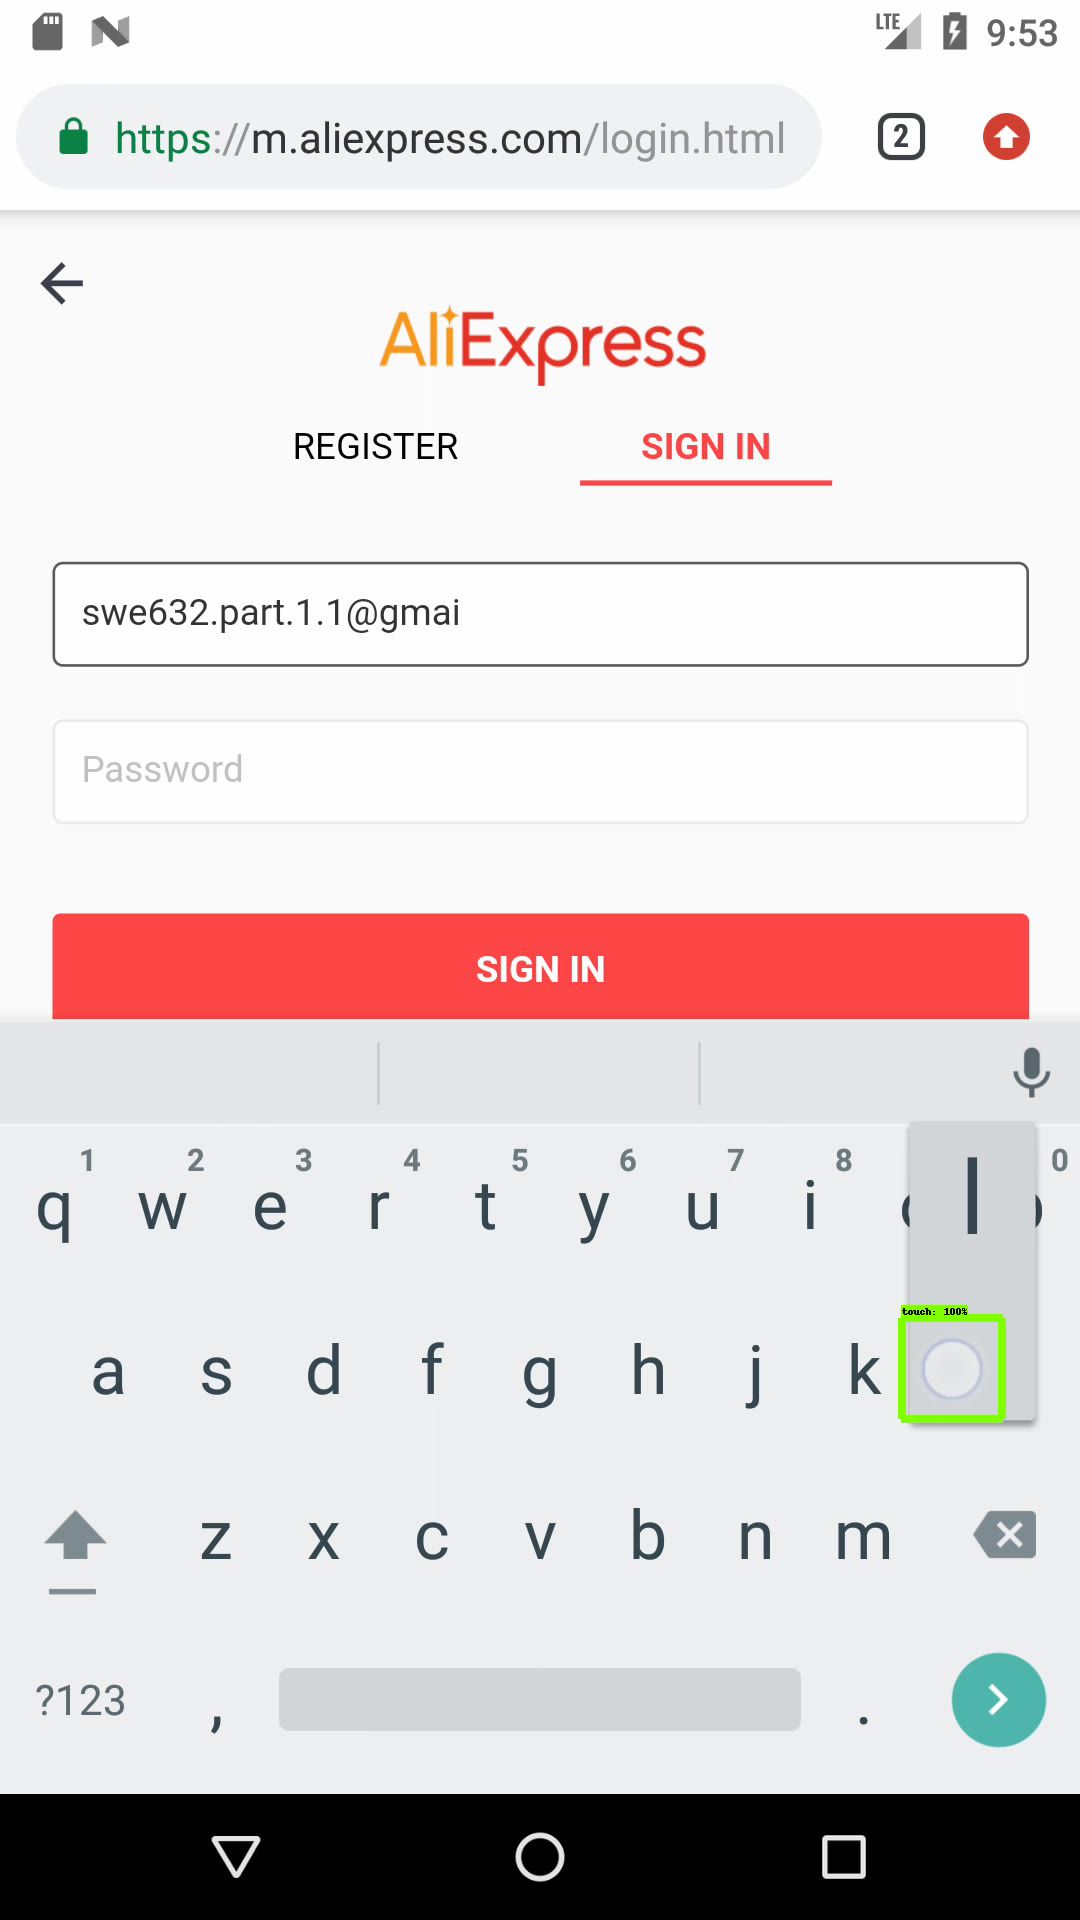 LTE 9:53
https://m.aliexpress.com/login.html 2
AliExpress
REGISTER SIGN IN
swe632.part.1.1@gmai
Password
SIGN IN
1 2 3 4 5 6 7 8 0
q w e r t y u i l
touch: 100%
a s d f g h j k
z x c v b n m
?123 , .